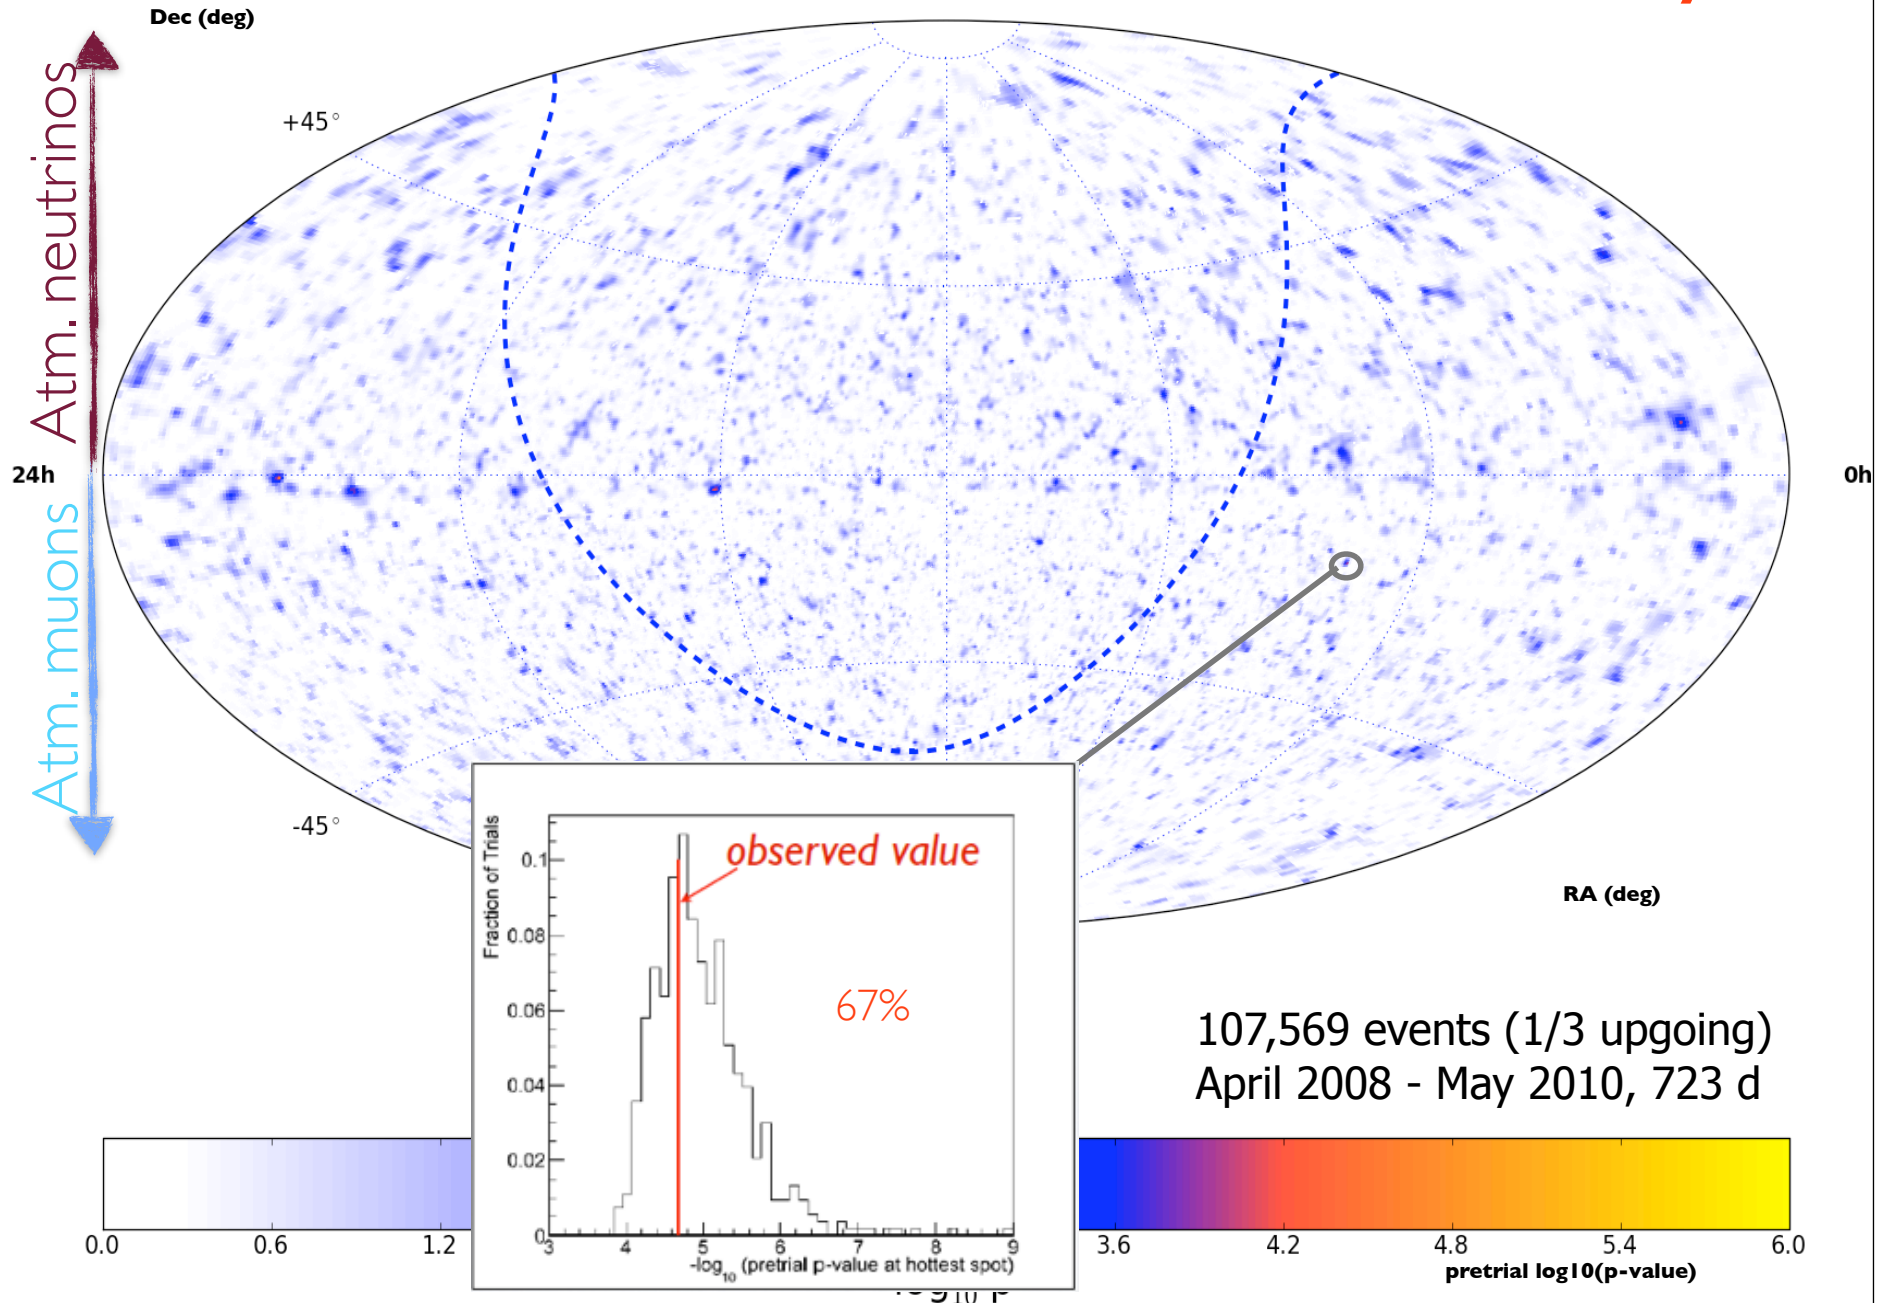 Dec (deg)
Atm. neutrinos
Atm. muons
+45°
24h
0h
-45°
RA (deg)
Fraction of Trials
0.1
0.08
0.06
0.04
0.02
0
observed value
67%
3 4 5 6 7 8 9
-log10 (pretrial p-value at hottest spot)
107,569 events (1/3 upgoing)
April 2008 - May 2010, 723 d
0.0 0.6 1.2 3.6 4.2 4.8 5.4 6.0
pretrial log10(p-value)